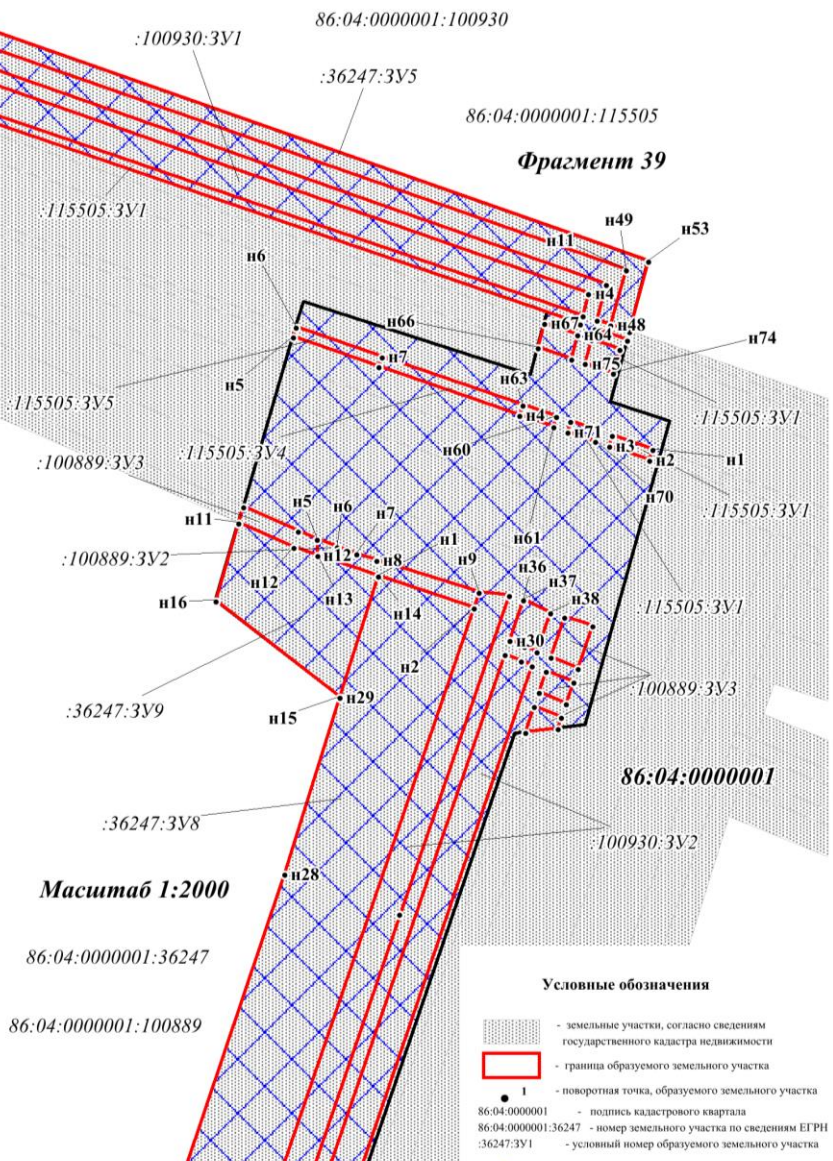 86:04:0000001:100930
:100930:ЗУ1
:36247:ЗУ5
86:04:0000001:115505
Фрагмент 39
:115505:ЗУ1
н49
н53
н11
н6
н4
н66
н67
н64
н48
н74
н7
н75
н5
н63
:115505:ЗУ5
:115505:ЗУ1
н4
н71
:115505:ЗУ4
н60
н3
н1
н2
:100889:ЗУ3
н70
:115505:ЗУ1
н11
н5
н6
н7
н1
н61
н36
:100889:ЗУ2
н12
н8
н9
н37
н12
н13
н38
:115505:ЗУ1
н16
н14
н30
н2
:100889:ЗУ3
:36247:ЗУ9
н29
н15
86:04:0000001
:36247:ЗУ8
:100930:ЗУ2
н28
Масштаб 1:2000
86:04:0000001:36247
86:04:0000001:100889
Условные обозначения
- земельные участки, согласно сведениям
государственного кадастра недвижимости
- граница образуемого земельного участка
1 - поворотная точка, образуемого земельного участка
86:04:0000001 - подпись кадастрового квартала
86:04:0000001:36247 - номер земельного участка по сведениям ЕГРН
:36247:ЗУ1 - условный номер образуемого земельного участка